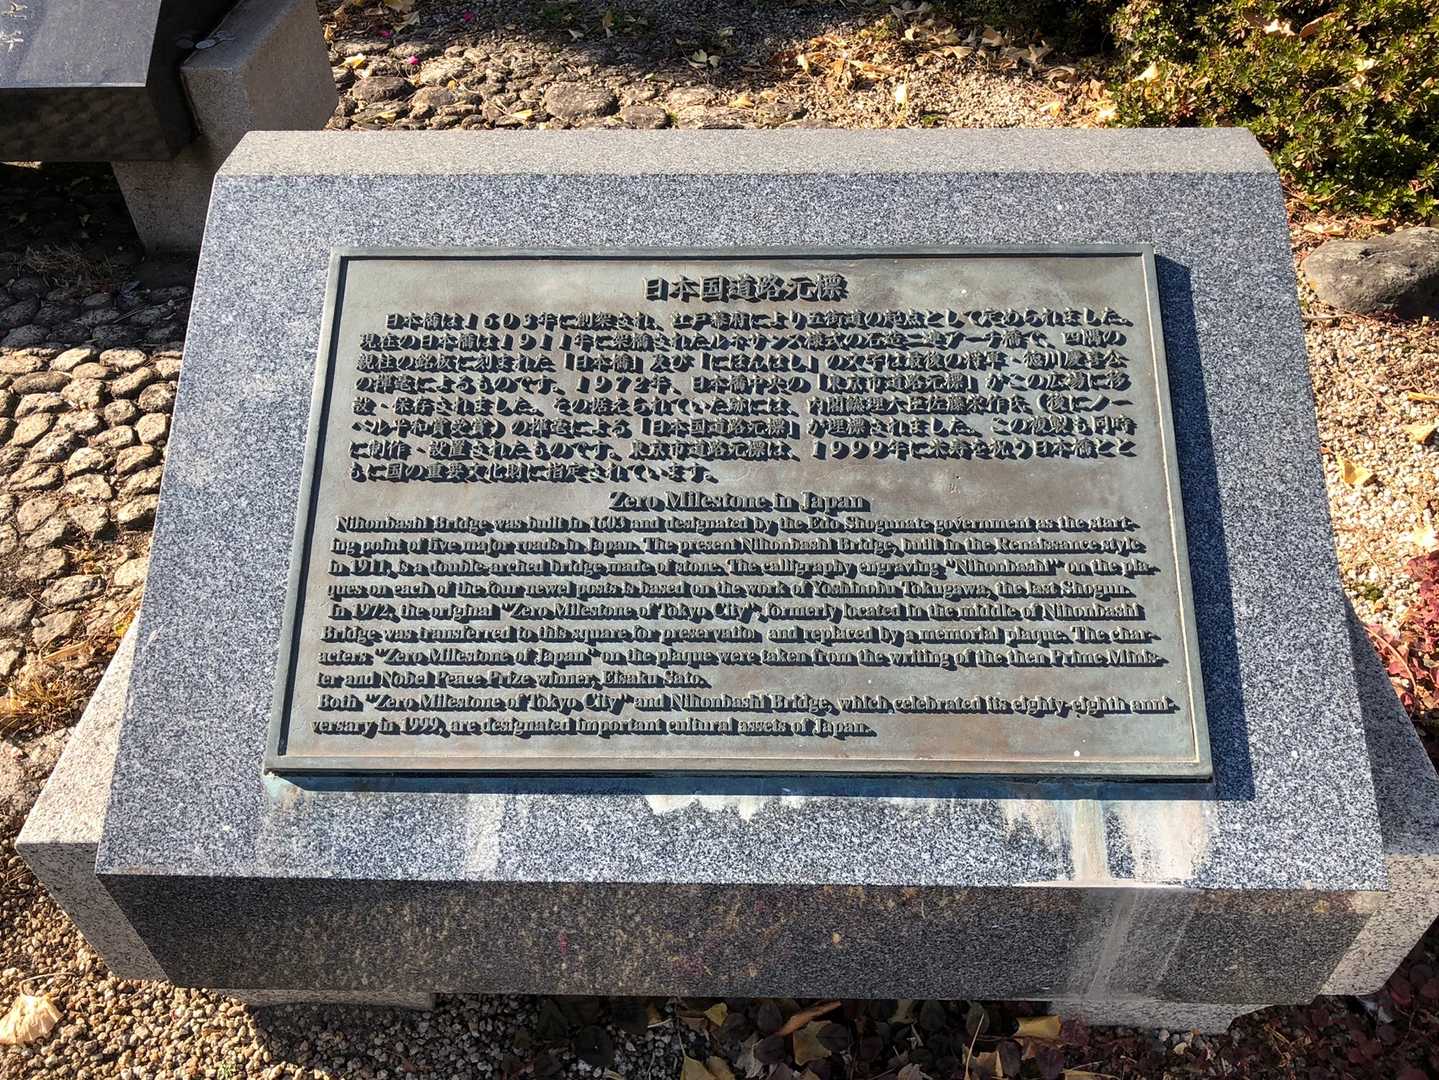 日本国道路元標
日本橋は1603年に創架され、江戸幕府により五街道の起点として定められました。
現在の日本橋は1911年に架橋されたルネサンス様式の石造二連アーチ橋で、四隅の
親柱の銘板に刻まれた「日本橋」及び「にほんばし」の文字は最後の将軍・徳川慶喜公
の揮毫によるものです。1972年、日本橋中央の「東京市道路元標」がこの広場に移
設・保存されました。その据えられていた跡には、内閣総理大臣佐藤栄作氏（後にノー
ベル平和賞受賞）の揮毫による「日本国道路元標」が埋標されました。この複製も同時
に制作・設置されたものです。東京市道路元標は、1999年に米寿を祝う日本橋とと
もに国の重要文化財に指定されています。
Zero Milestone in Japan
Nihonbashi Bridge was built in 1603 and designated by the Edo Shogunate government as the start-
ing point of five major roads in Japan. The present Nihonbashi Bridge, built in the Renaissance style
in 1911, is a double-arched bridge made of stone. The calligraphy engraving "Nihonbashi" on the pla-
ques on each of the four newel posts is based on the work of Yoshinobu Tokugawa, the last Shogun.
In 1972, the original "Zero Milestone of Tokyo City", formerly located in the middle of Nihonbashi
Bridge was transferred to this square for preservation and replaced by a memorial plaque. The char-
acters "Zero Milestone of Japan" on the plaque were taken from the writing of the then Prime Minis-
ter and Nobel Peace Prize winner, Eisaku Sato.
Both "Zero Milestone of Tokyo City" and Nihonbashi Bridge, which celebrated its eighty-eighth anni-
versary in 1999, are designated important cultural assets of Japan.